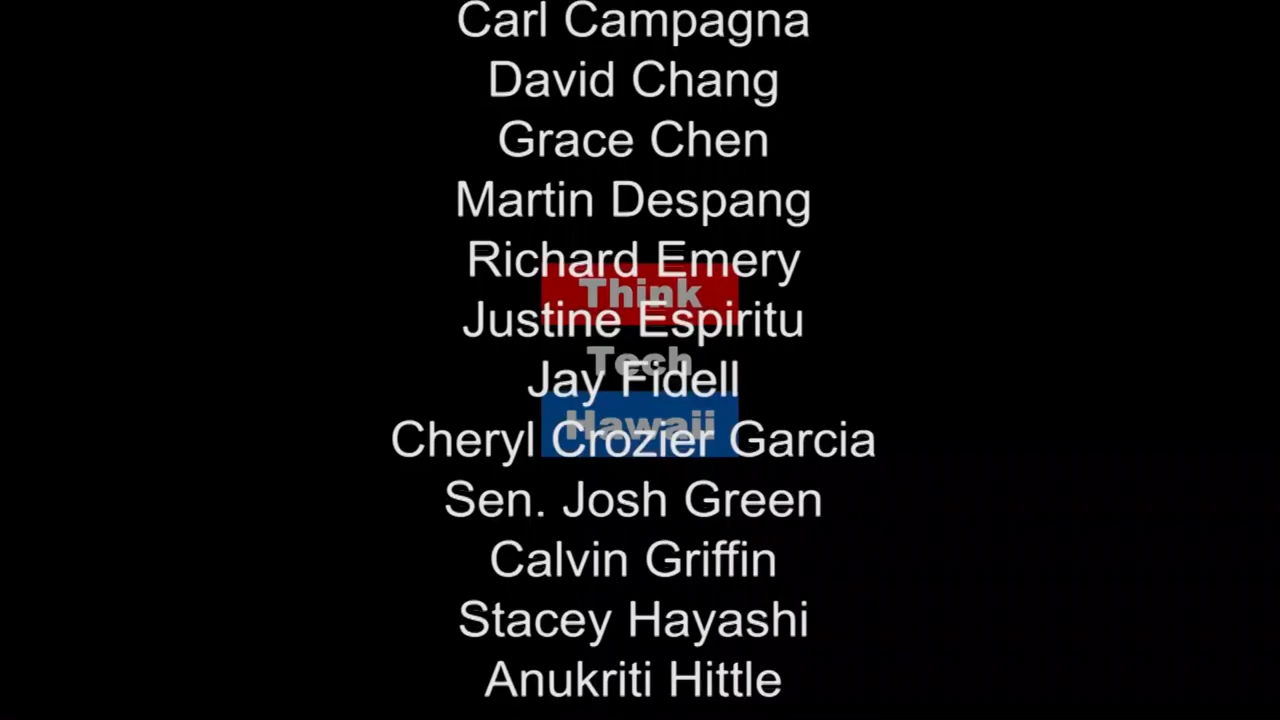 Carl Campagna
David Chang
Grace Chen
Martin Despang
Richard Emery
Think
Justine Espiritu
Tech
Jay Fidell
Hawaii
Cheryl Crozier Garcia
Sen. Josh Green
Calvin Griffin
Stacey Hayashi
Anukriti Hittle